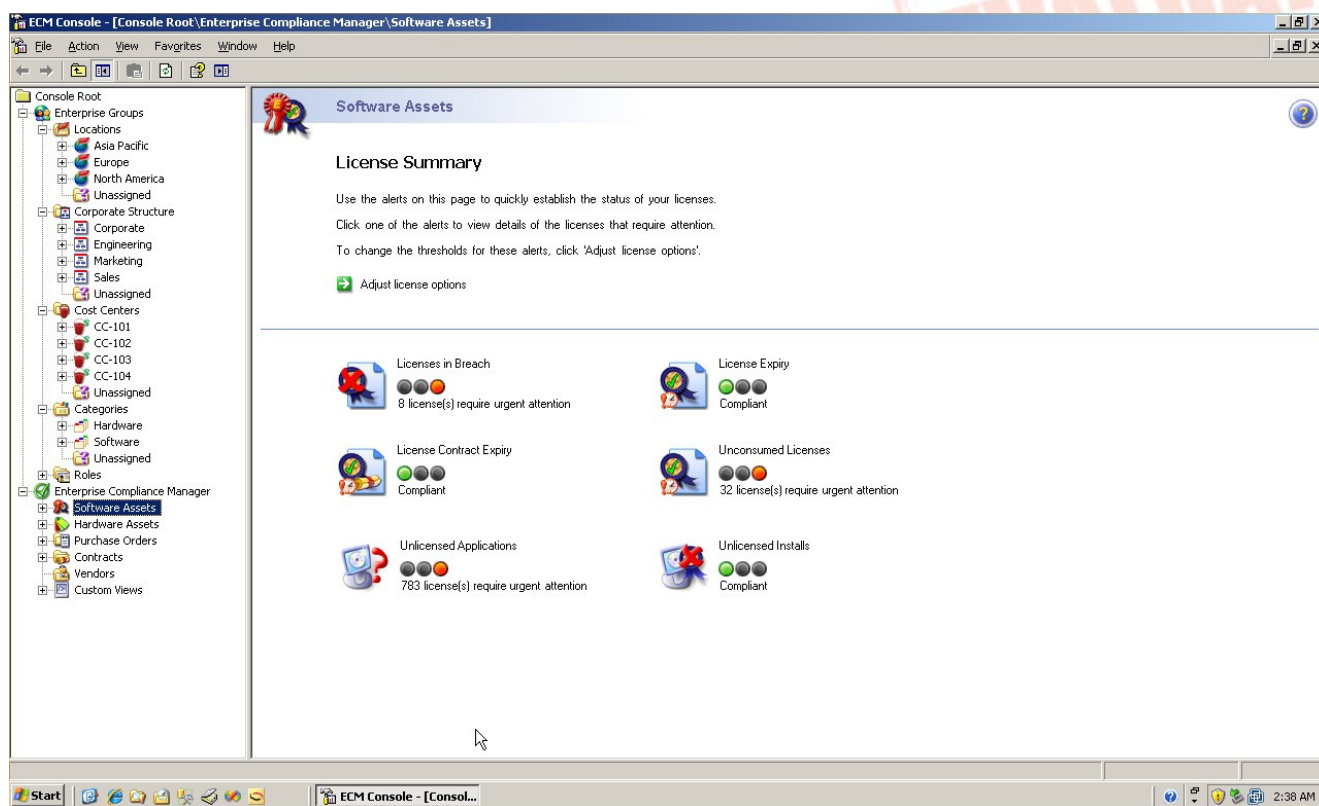 ECM Console - [Console Root\Enterprise Compliance Manager\Software Assets]
File Action View Favorites Window Help
Console Root
Enterprise Groups
Locations
Asia Pacific
Europe
North America
Unassigned
Corporate Structure
Corporate
Engineering
Marketing
Sales
Unassigned
Cost Centers
CC-101
CC-102
CC-103
CC-104
Unassigned
Categories
Hardware
Software
Unassigned
Roles
Enterprise Compliance Manager
Software Assets
Hardware Assets
Purchase Orders
Contracts
Vendors
Custom Views
Software Assets
License Summary
Use the alerts on this page to quickly establish the status of your licenses.
Click one of the alerts to view details of the licenses that require attention.
To change the thresholds for these alerts, click 'Adjust license options'.
Adjust license options
Licenses in Breach
8 license(s) require urgent attention
License Expiry
Compliant
License Contract Expiry
Compliant
Unconsumed Licenses
32 license(s) require urgent attention
Unlicensed Applications
783 license(s) require urgent attention
Unlicensed Installs
Compliant
Start
ECM Console - [Consol...
2:38 AM